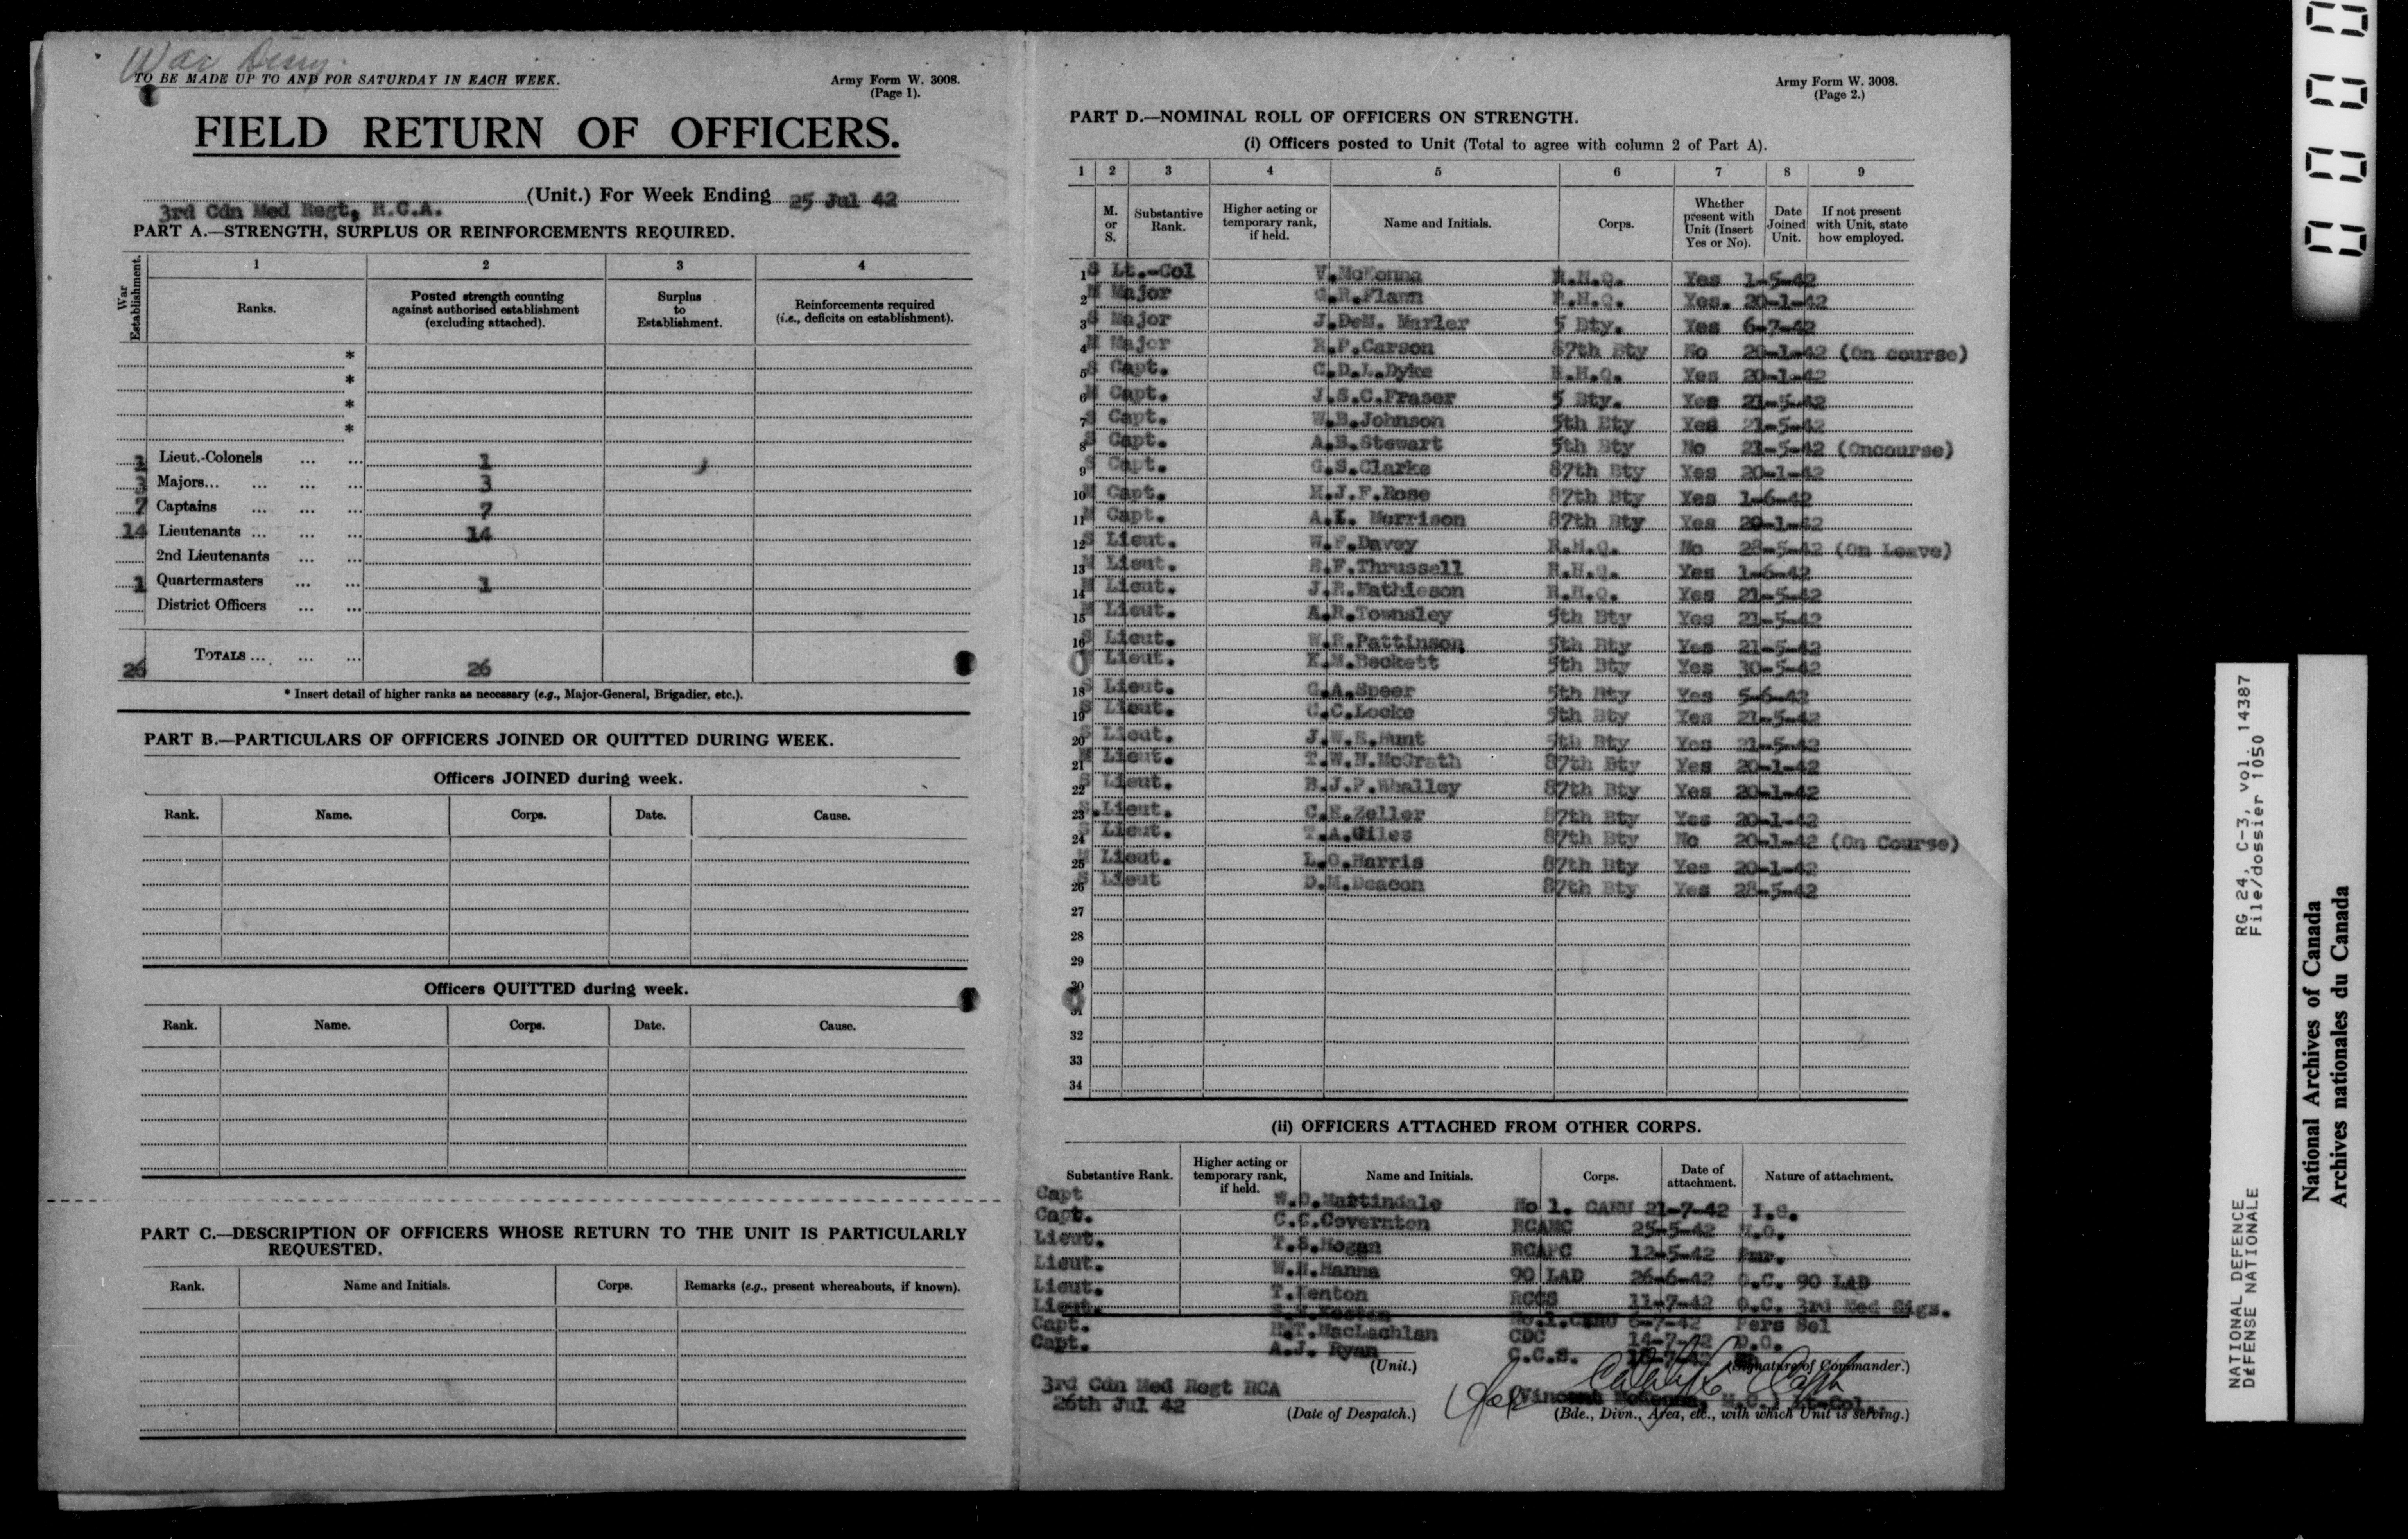 War Diary.
TO BE MADE UP TO AND FOR SATURDAY IN EACH WEEK.
Army Form W. 3008.
(Page 1).
FIELD RETURN OF OFFICERS.
3rd Cdn Med Regt, R.C.A. (Unit.) For Week Ending 25 Jul 42
PART A.—STRENGTH, SURPLUS OR REINFORCEMENTS REQUIRED.
War Establishment.
1 2 3 4
Ranks.
Posted strength counting against authorised establishment (excluding attached).
Surplus to Establishment.
Reinforcements required (i.e., deficits on establishment).
*
*
*
*
1 Lieut.-Colonels ... ... 1
3 Majors... ... ... ... 3
7 Captains ... ... ... 7
14 Lieutenants ... ... ... 14
2nd Lieutenants ... ...
1 Quartermasters ... ... 1
District Officers ... ...
26 TOTALS ... ... ... 26
* Insert detail of higher ranks as necessary (e.g., Major-General, Brigadier, etc.).
PART B.—PARTICULARS OF OFFICERS JOINED OR QUITTED DURING WEEK.
Officers JOINED during week.
Rank. Name. Corps. Date. Cause.
Officers QUITTED during week.
Rank. Name. Corps. Date. Cause.
PART C.—DESCRIPTION OF OFFICERS WHOSE RETURN TO THE UNIT IS PARTICULARLY
REQUESTED.
Rank. Name and Initials. Corps. Remarks (e.g., present whereabouts, if known).
Army Form W. 3008.
(Page 2.)
PART D.—NOMINAL ROLL OF OFFICERS ON STRENGTH.
(i) Officers posted to Unit (Total to agree with column 2 of Part A).
1 2 3 4 5 6 7 8 9
M. or S.
Substantive Rank.
Higher acting or temporary rank, if held.
Name and Initials.
Corps.
Whether present with Unit (Insert Yes or No).
Date Joined Unit.
If not present with Unit, state how employed.
1 S Lt.-Col V.McKenna R.H.Q. Yes 1-5-42
2 M Major G.R.Flann R.H.Q. Yes. 20-1-42
3 S Major J.DeM. Marler 5 Bty. Yes 6-7-42
4 M Major R.P.Carson 87th Bty No 20-1-42 (On course)
5 S Capt. C.D.L.Dyke R.H.Q. Yes 20-1-42
6 M Capt. J.S.C.Fraser 5 Bty. Yes 21-5-42
7 S Capt. W.B.Johnson 5th Bty Yes 21-5-42
8 S Capt. A.B.Stewart 5th Bty No 21-5-42 (Oncourse)
9 S Capt. G.S.Clarke 87th Bty Yes 20-1-42
10 M Capt. H.J.F.Rose 87th Bty Yes 1-6-42
11 M Capt. A.L. Morrison 87th Bty Yes 20-1-42
12 S Lieut. W.F.Davey R.H.Q. No 28-5-42 (On Leave)
13 M Lieut. S.F.Thrussell R.H.Q. Yes 1-6-42
14 M Lieut. J.R.Mathieson R.H.Q. Yes 21-5-42
15 M Lieut. A.R.Townsley 5th Bty Yes 21-5-42
16 S Lieut. W.R.Pattinson 5th Bty Yes 21-5-42
Lieut. K.M.Beckett 5th Bty Yes 30-5-42
18 S Lieut. G.A.Speer 5th Bty Yes 5-6-42
19 S Lieut. C.C.Locke 5th Bty Yes 21-5-42
20 S Lieut. J.W.E.Hunt 5th Bty Yes 21-5-42
21 M Lieut. T.W.N.McGrath 87th Bty Yes 20-1-42
22 S Lieut. R.J.P.Whalley 87th Bty Yes 20-1-42
23 S.Lieut. C.E.Zeller 87th Bty Yes 20-1-42
24 S Lieut. T.A.Giles 87th Bty No 20-1-42 (On Course)
25 M Lieut. L.O.Harris 87th Bty Yes 20-1-42
26 S Lieut D.M.Deacon 87th Bty Yes 28-5-42
27
28
29
30
31
32
33
34
(ii) OFFICERS ATTACHED FROM OTHER CORPS.
Substantive Rank.
Higher acting or temporary rank, if held.
Name and Initials.
Corps.
Date of attachment.
Nature of attachment.
Capt W.D.Martindale No 1. CARU 21-7-42 I.O.
Capt. C.C.Covernton RCAMC 25-5-42 M.O.
Lieut. T.S.Hogan RCAPC 12-5-42 Pmr.
Lieut. W.H.Hanna 90 LAD 26-6-42 O.C. 90 LAD
Lieut. T.Kenton RCCS 11-7-42 O.C. 3rd Med Sigs.
Lieut. No.1.CARU 6-7-42 Pers Sel
Capt. H.T.MacLachlan CDC 14-7-42 D.O.
Capt. A.J. Ryan C.C.S.
(Unit.) (Signature of Commander.)
3rd Cdn Med Regt RCA
26th Jul 42
for (Vincent McKenna, M.C.) Lt-Col.
Capt
(Date of Despatch.) (Bde., Divn., Area, etc., with which Unit is serving.)
0000
RG 24, C-3, vol. 14387
File/dossier 1050
NATIONAL DEFENCE
DÉFENSE NATIONALE
National Archives of Canada
Archives nationales du Canada